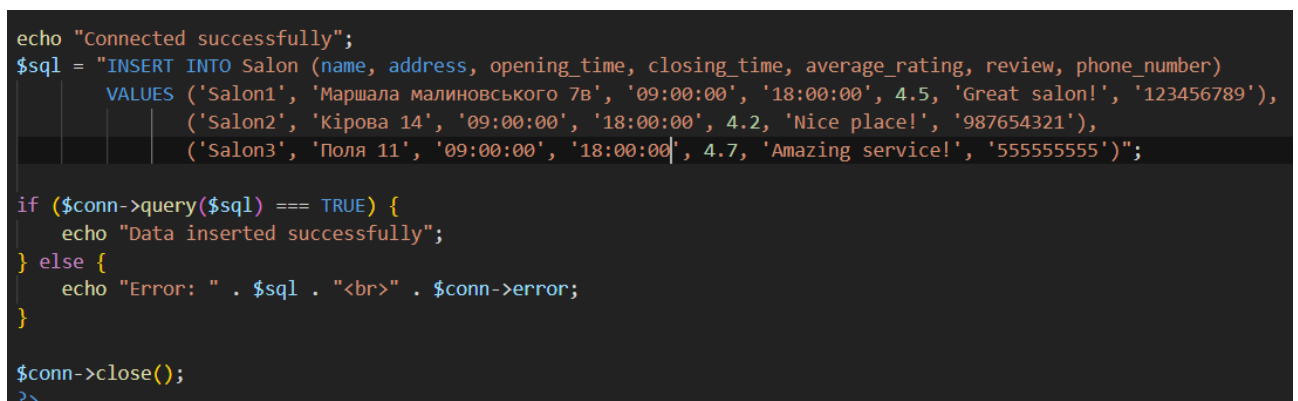 echo "Connected successfully";
$sql = "INSERT INTO Salon (name, address, opening_time, closing_time, average_rating, review, phone_number)
VALUES ('Salon1', 'Маршала малиновського 7в', '09:00:00', '18:00:00', 4.5, 'Great salon!', '123456789'),
('Salon2', 'Кірова 14', '09:00:00', '18:00:00', 4.2, 'Nice place!', '987654321'),
('Salon3', 'Поля 11', '09:00:00', '18:00:00', 4.7, 'Amazing service!', '555555555')";
if ($conn->query($sql) === TRUE) {
echo "Data inserted successfully";
} else {
echo "Error: " . $sql . "<br>" . $conn->error;
}
$conn->close();
?>